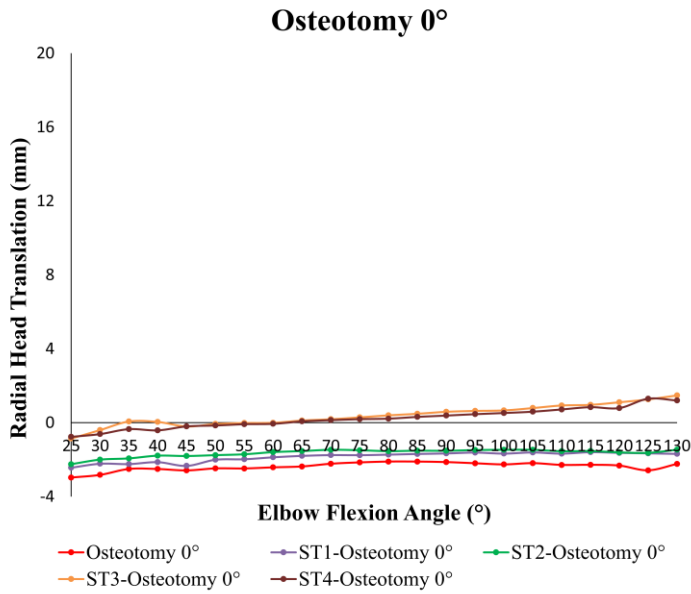 Osteotomy 0°
20
16
12
8
4
0
-4
Radial Head Translation (mm)
25 30 35 40 45 50 55 60 65 70 75 80 85 90 95 100 105 110 115 120 125 130
Elbow Flexion Angle (°)
Osteotomy 0° ST1-Osteotomy 0° ST2-Osteotomy 0°
ST3-Osteotomy 0° ST4-Osteotomy 0°